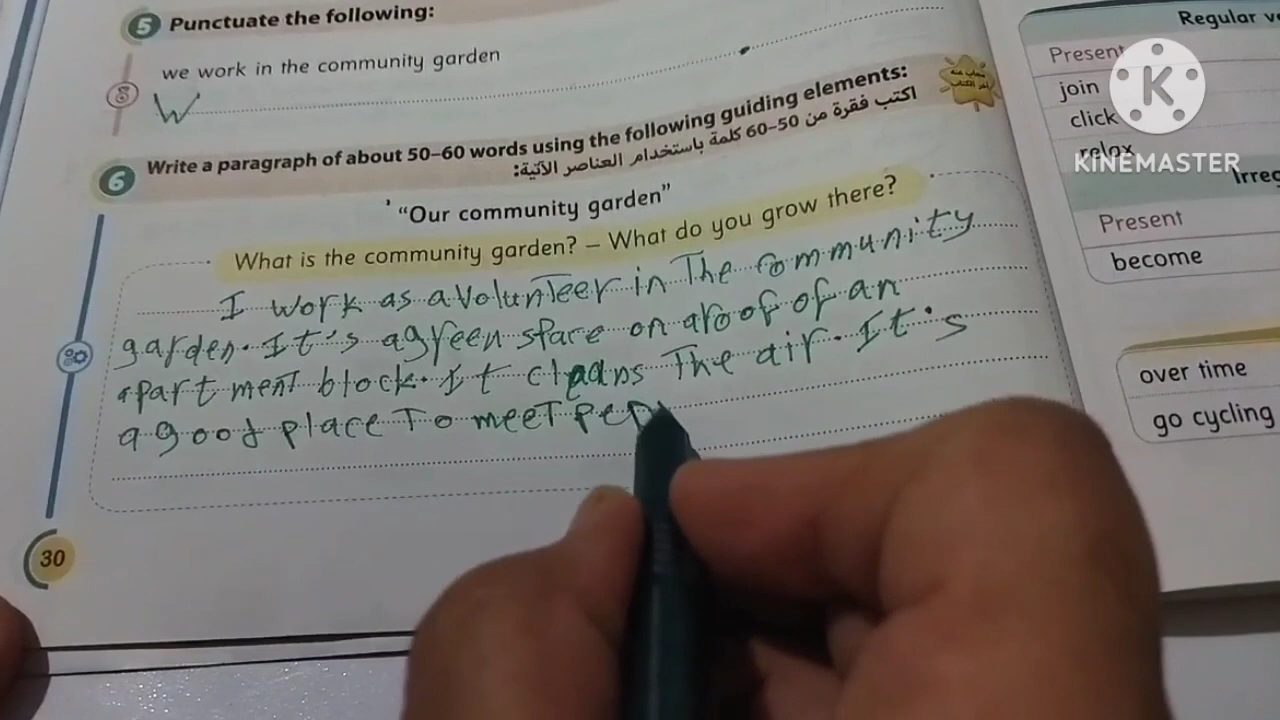 5 Punctuate the following:
we work in the community garden
W .
6 Write a paragraph of about 50–60 words using the following guiding elements:
اكتب فقرة من 50–60 كلمة باستخدام العناصر الآتية:
"Our community garden"
What is the community garden? – What do you grow there?
I work as a volunteer in the community
garden. It's a green space on a roof of an
apartment block. It cleans the air. It's
a good place to meet
30
Regular
Present
join
click
relax
Present
become
over time
go cycling
K
KINEMASTER